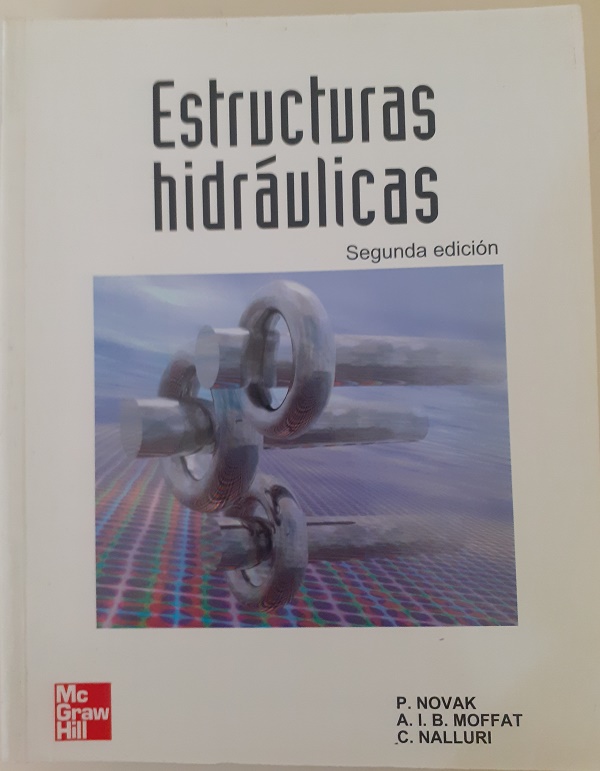 Estructuras
hidráulicas
Segunda edición
Mc
Graw
Hill
P. NOVAK
A. I. B. MOFFAT
C. NALLURI